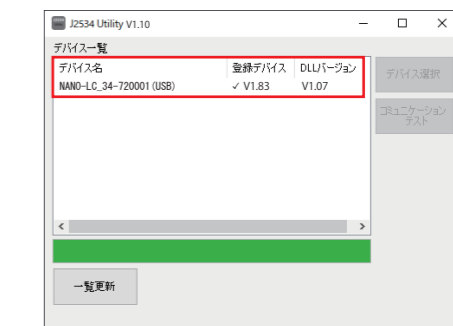 J2534 Utility V1.10
デバイス一覧
デバイス名 登録デバイス DLLバージョン
NANO-LC_34-720001 (USB) ✓ V1.83 V1.07
デバイス選択
コミュニケーション
テスト
一覧更新